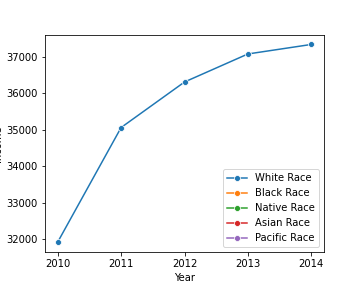 37000
36000
35000
34000
33000
32000
2010 2011 2012 2013 2014
Year
White Race
Black Race
Native Race
Asian Race
Pacific Race